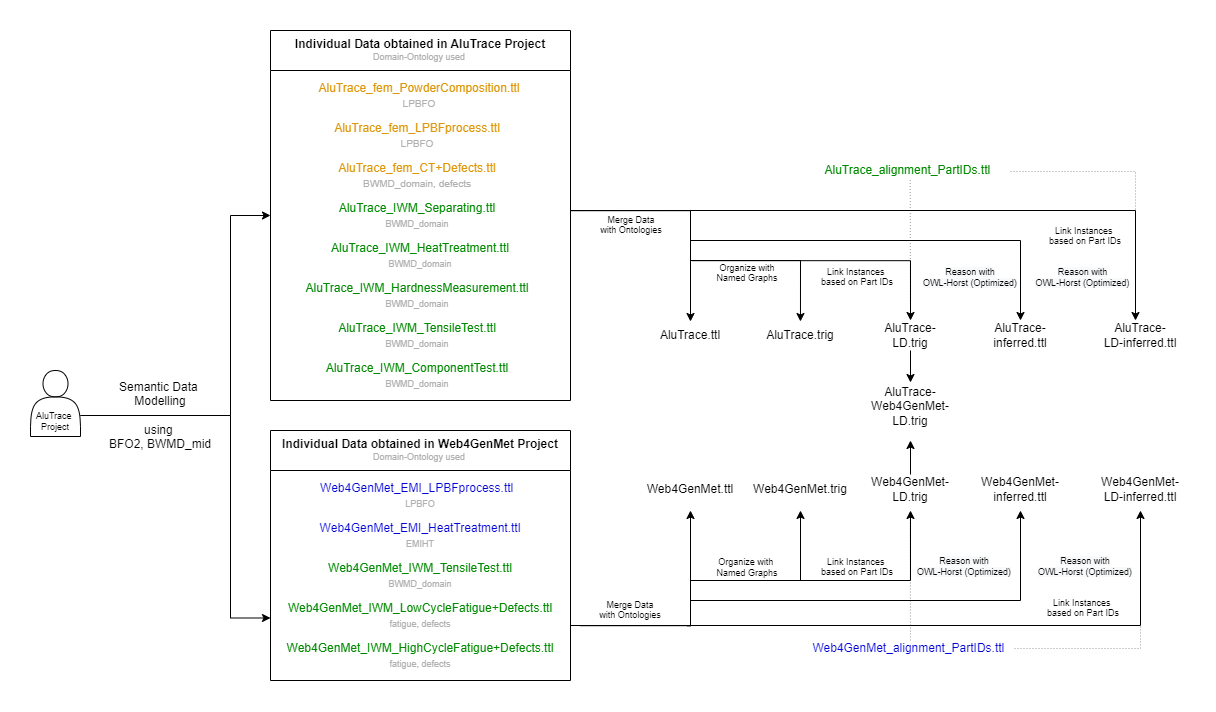 AluTrace
Project
Semantic Data
Modelling
using
BFO2, BWMD_mid
Individual Data obtained in AluTrace Project
Domain-Ontology used
AluTrace_fem_PowderComposition.ttl
LPBFO
AluTrace_fem_LPBFprocess.ttl
LPBFO
AluTrace_fem_CT+Defects.ttl
BWMD_domain, defects
AluTrace_IWM_Separating.ttl
BWMD_domain
AluTrace_IWM_HeatTreatment.ttl
BWMD_domain
AluTrace_IWM_HardnessMeasurement.ttl
BWMD_domain
AluTrace_IWM_TensileTest.ttl
BWMD_domain
AluTrace_IWM_ComponentTest.ttl
BWMD_domain
Individual Data obtained in Web4GenMet Project
Domain-Ontology used
Web4GenMet_EMI_LPBFprocess.ttl
LPBFO
Web4GenMet_EMI_HeatTreatment.ttl
EMIHT
Web4GenMet_IWM_TensileTest.ttl
BWMD_domain
Web4GenMet_IWM_LowCycleFatigue+Defects.ttl
fatigue, defects
Web4GenMet_IWM_HighCycleFatigue+Defects.ttl
fatigue, defects
AluTrace_alignment_PartIDs.ttl
Merge Data
with Ontologies
Link Instances
based on Part IDs
Organize with
Named Graphs
Link Instances
based on Part IDs
Reason with
OWL-Horst (Optimized)
Reason with
OWL-Horst (Optimized)
AluTrace.ttl
AluTrace.trig
AluTrace-
LD.trig
AluTrace-
inferred.ttl
AluTrace-
LD-inferred.ttl
AluTrace-
Web4GenMet-
LD.trig
Web4GenMet.ttl
Web4GenMet.trig
Web4GenMet-
LD.trig
Web4GenMet-
inferred.ttl
Web4GenMet-
LD-inferred.ttl
Organize with
Named Graphs
Link Instances
based on Part IDs
Reason with
OWL-Horst (Optimized)
Reason with
OWL-Horst (Optimized)
Merge Data
with Ontologies
Link Instances
based on Part IDs
Web4GenMet_alignment_PartIDs.ttl